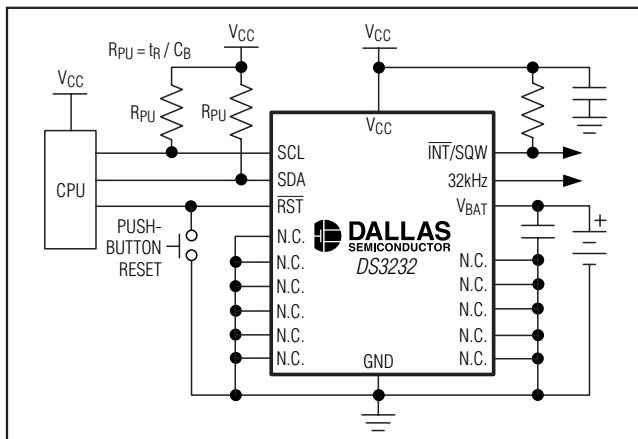 VCC
VCC
RPU = tR / CB
VCC
RPU
RPU
VCC
CPU
SCL
SDA
RST
INT/SQW
32kHz
VBAT
+
PUSH-
BUTTON
RESET
DALLAS
SEMICONDUCTOR
DS3232
N.C.
N.C.
N.C.
N.C.
N.C.
N.C.
N.C.
N.C.
N.C.
N.C.
N.C.
GND